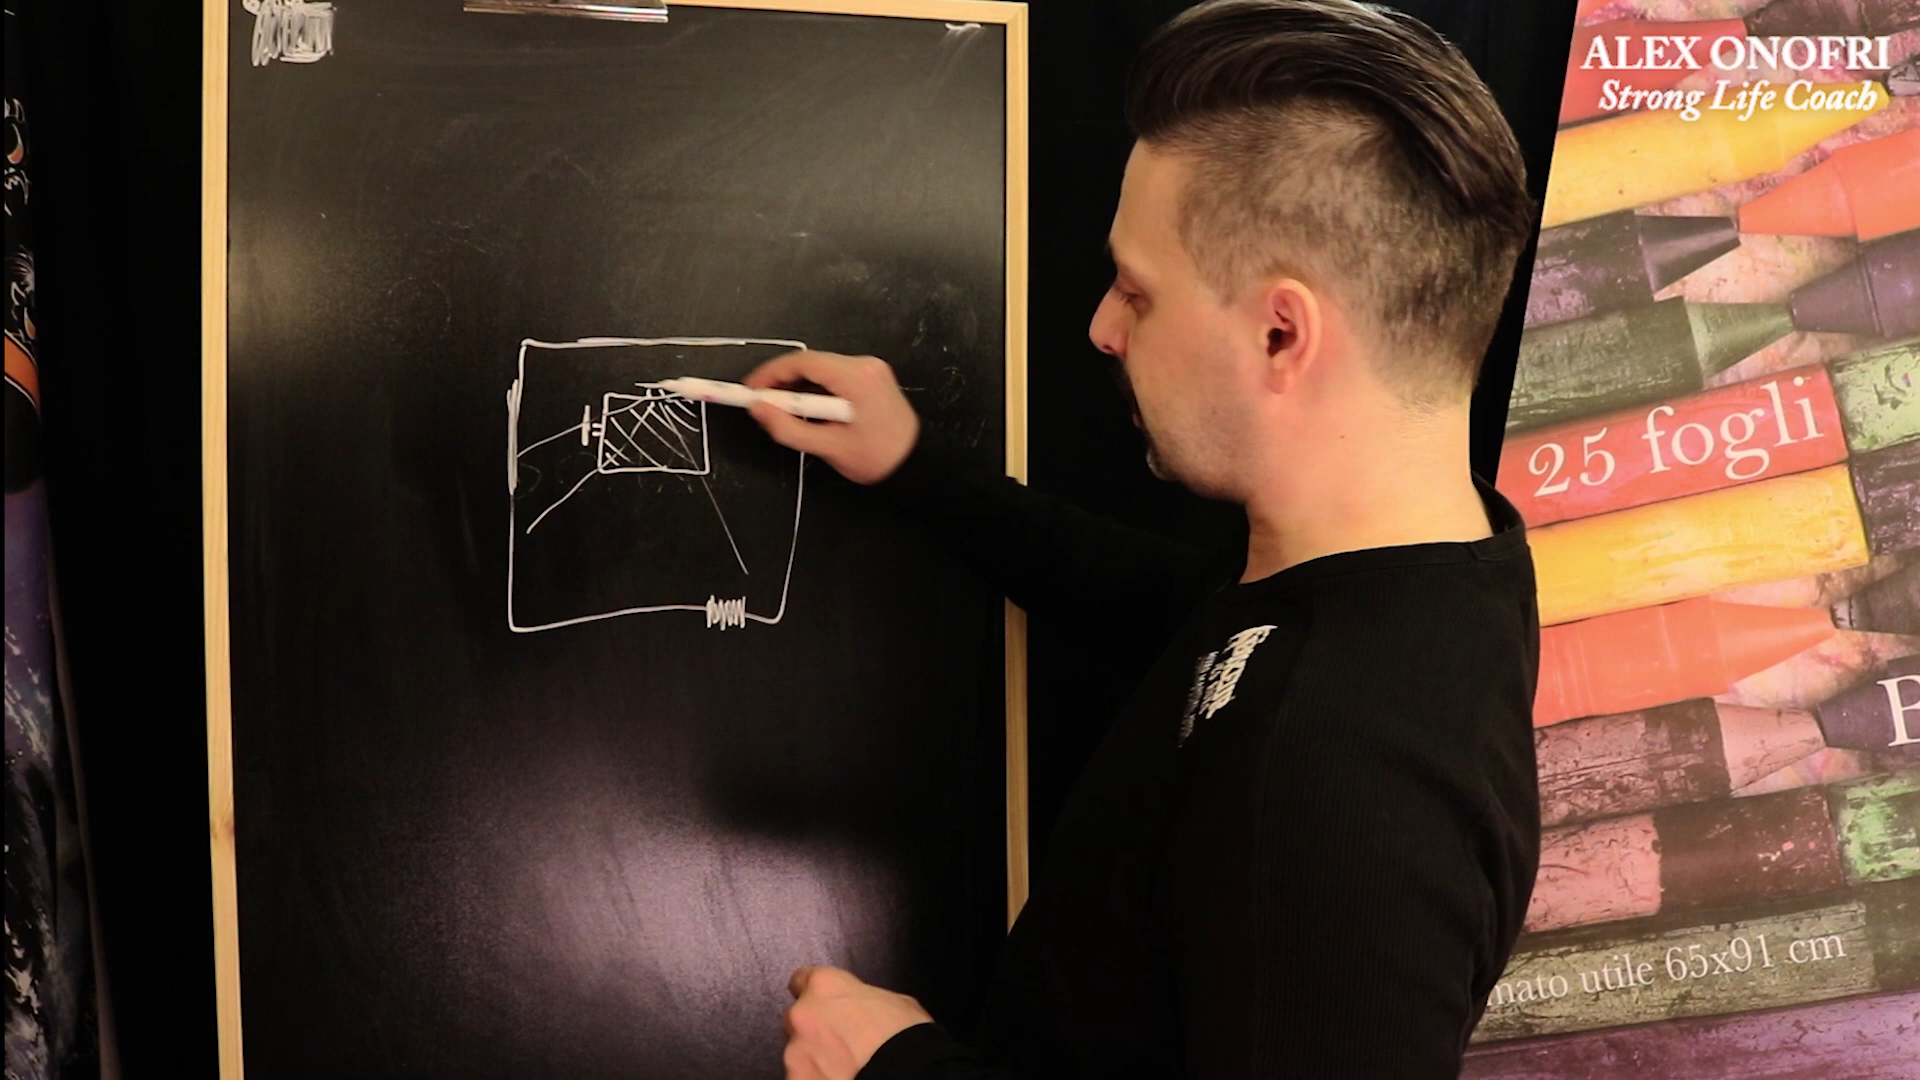 ALEX ONOFRI
Strong Life Coach
25 fogli
B
mato utile 65x91 cm